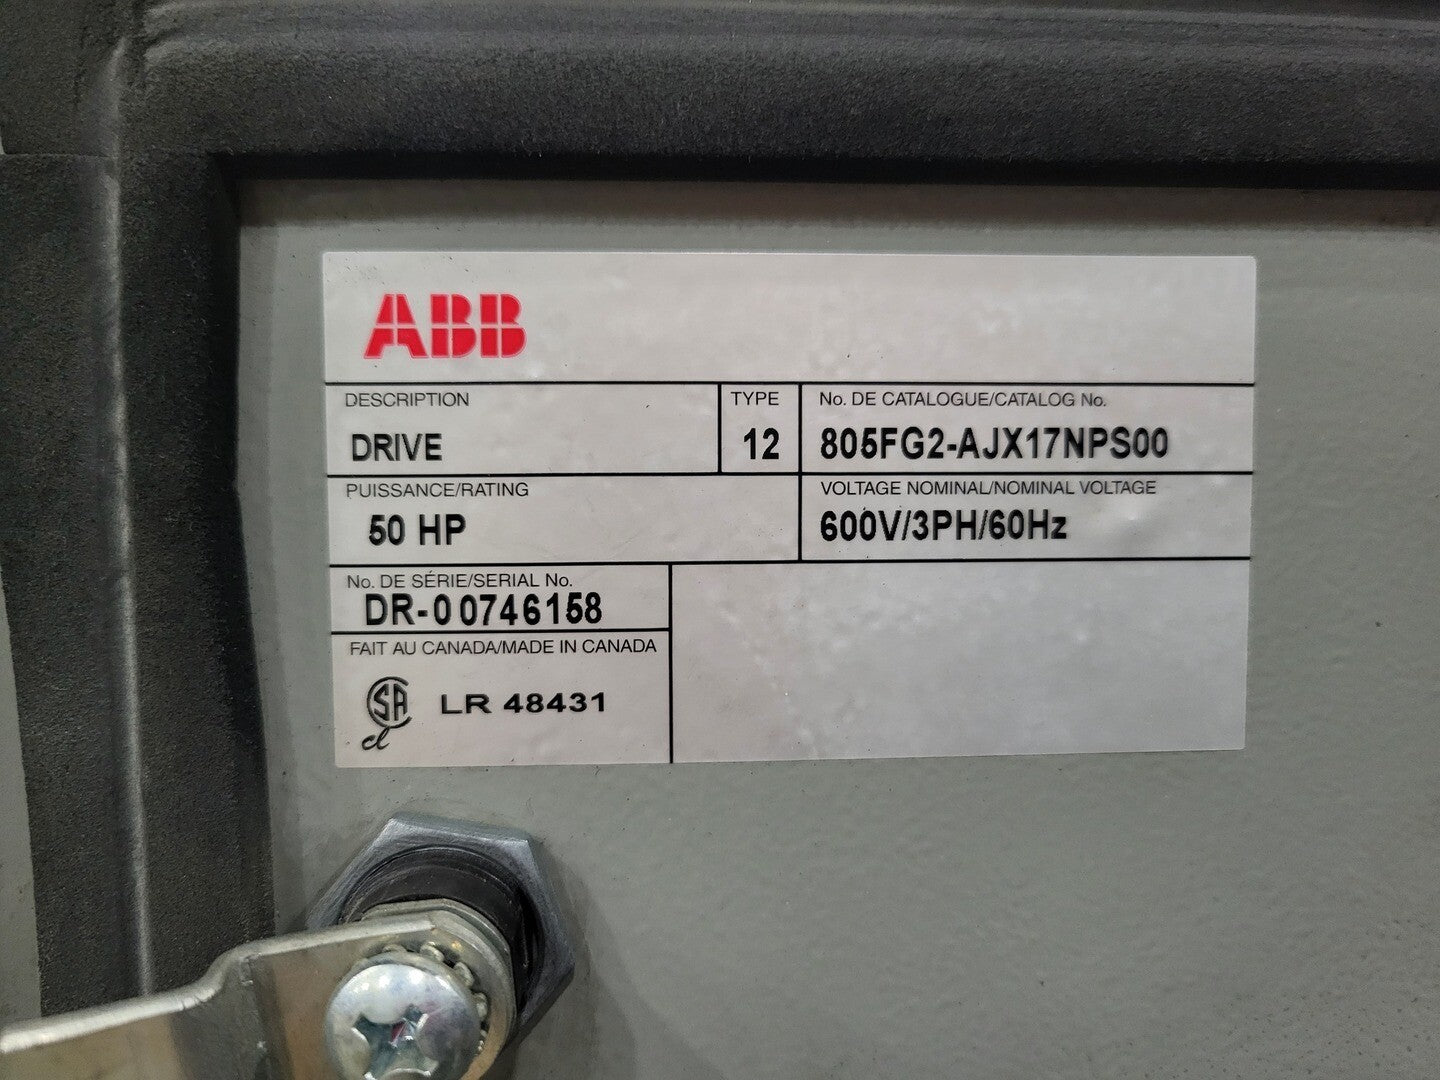 ABB
DESCRIPTION
DRIVE
TYPE
12
No. DE CATALOGUE/CATALOG No.
805FG2-AJX17NPS00
PUISSANCE/RATING
50 HP
VOLTAGE NOMINAL/NOMINAL VOLTAGE
600V/3PH/60Hz
No. DE SÉRIE/SERIAL No.
DR-00746158
FAIT AU CANADA/MADE IN CANADA
CSA LR 48431
cl